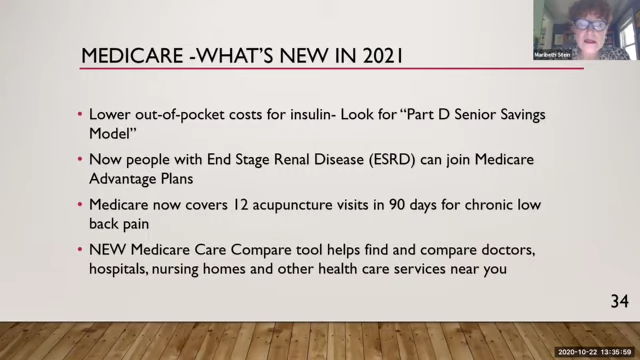 Maribeth Stein
MEDICARE -WHAT'S NEW IN 2021
• Lower out-of-pocket costs for insulin- Look for “Part D Senior Savings
Model”
• Now people with End Stage Renal Disease (ESRD) can join Medicare
Advantage Plans
• Medicare now covers 12 acupuncture visits in 90 days for chronic low
back pain
• NEW Medicare Care Compare tool helps find and compare doctors,
hospitals, nursing homes and other health care services near you
34
2020-10-22 13:35:59